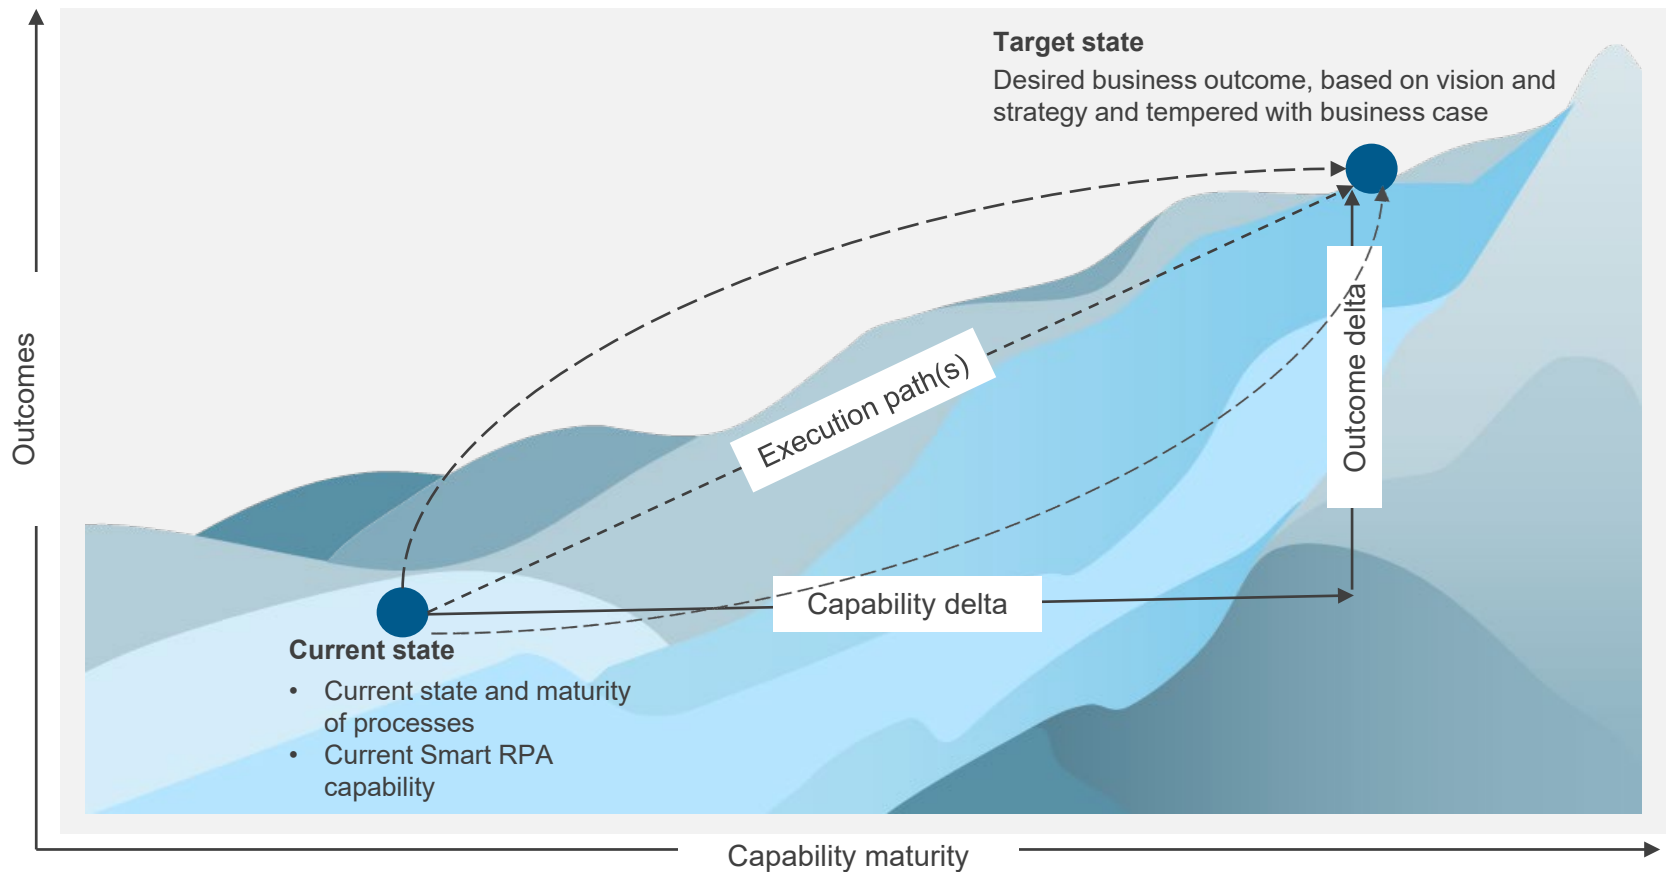 Target state
Desired business outcome, based on vision and
strategy and tempered with business case
Outcomes
Execution path(s)
Outcome delta
Capability delta
Current state
• Current state and maturity
of processes
• Current Smart RPA
capability
Capability maturity